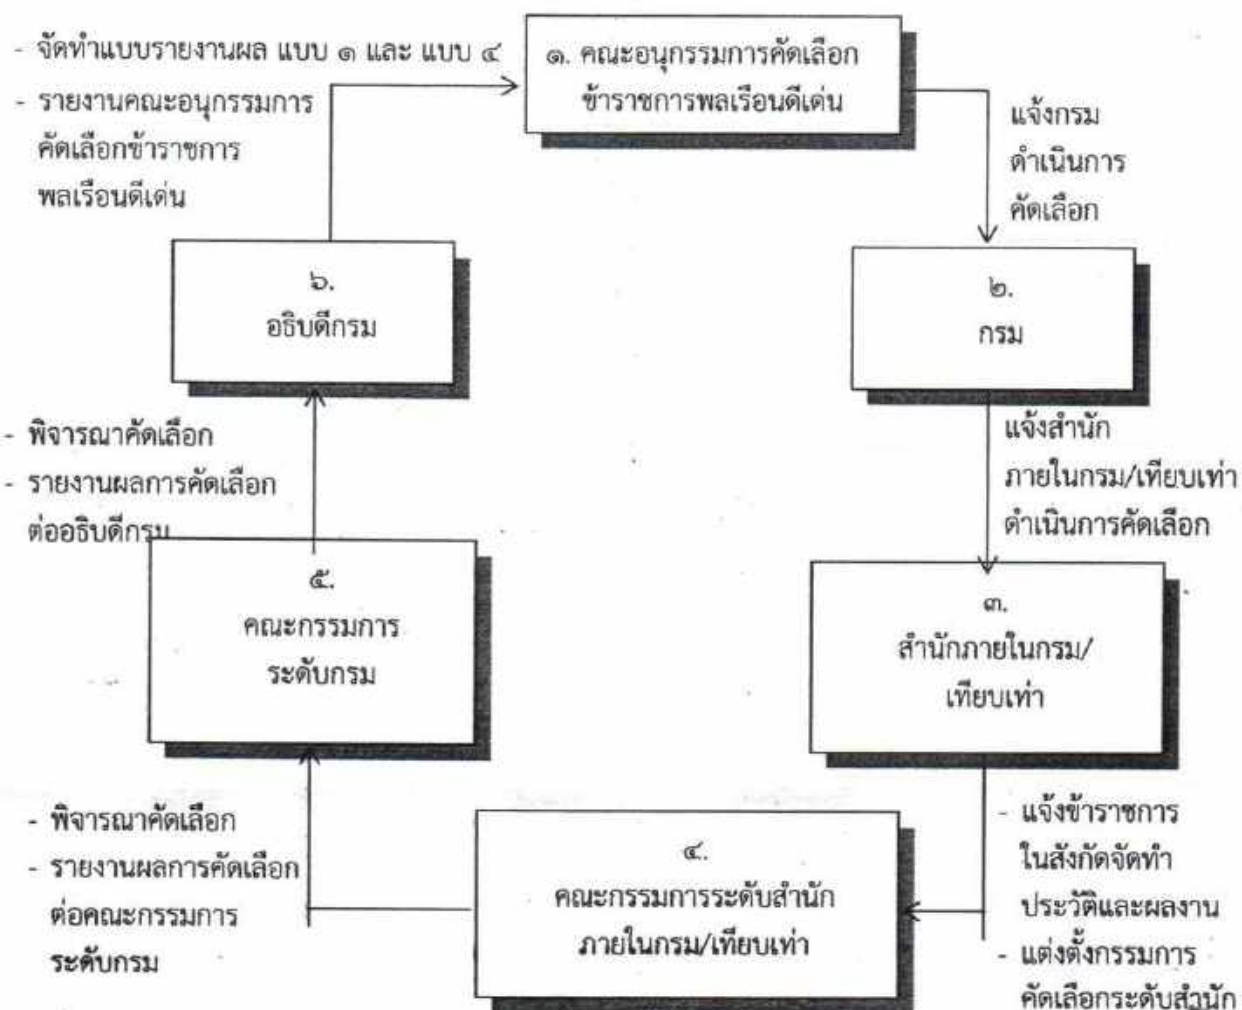 - จัดทำแบบรายงานผล แบบ ๑ และ แบบ ๔
- รายงานคณะอนุกรรมการ
คัดเลือกข้าราชการ
พลเรือนดีเด่น
๑. คณะอนุกรรมการคัดเลือก
ข้าราชการพลเรือนดีเด่น
แจ้งกรม
ดำเนินการ
คัดเลือก
๒.
กรม
แจ้งสำนัก
ภายในกรม/เทียบเท่า
ดำเนินการคัดเลือก
๓.
สำนักภายในกรม/
เทียบเท่า
- แจ้งข้าราชการ
ในสังกัดจัดทำ
ประวัติและผลงาน
- แต่งตั้งกรรมการ
คัดเลือกระดับสำนัก
๔.
คณะกรรมการระดับสำนัก
ภายในกรม/เทียบเท่า
- พิจารณาคัดเลือก
- รายงานผลการคัดเลือก
ต่อคณะกรรมการ
ระดับกรม
๕.
คณะกรรมการ
ระดับกรม
- พิจารณาคัดเลือก
- รายงานผลการคัดเลือก
ต่ออธิบดีกรม
๖.
อธิบดีกรม